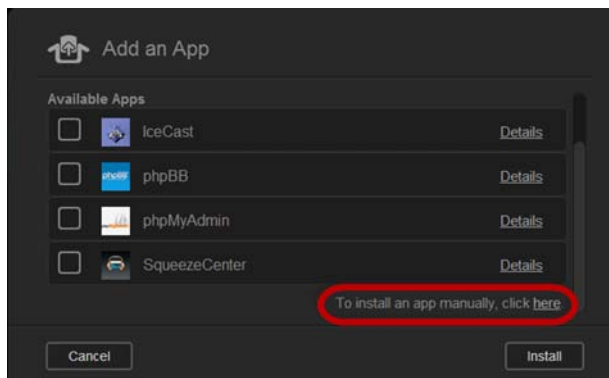 Add an App
Available Apps
IceCast Details
phpBB phpBB Details
phpMyAdmin Details
SqueezeCenter Details
To install an app manually, click here
Cancel Install